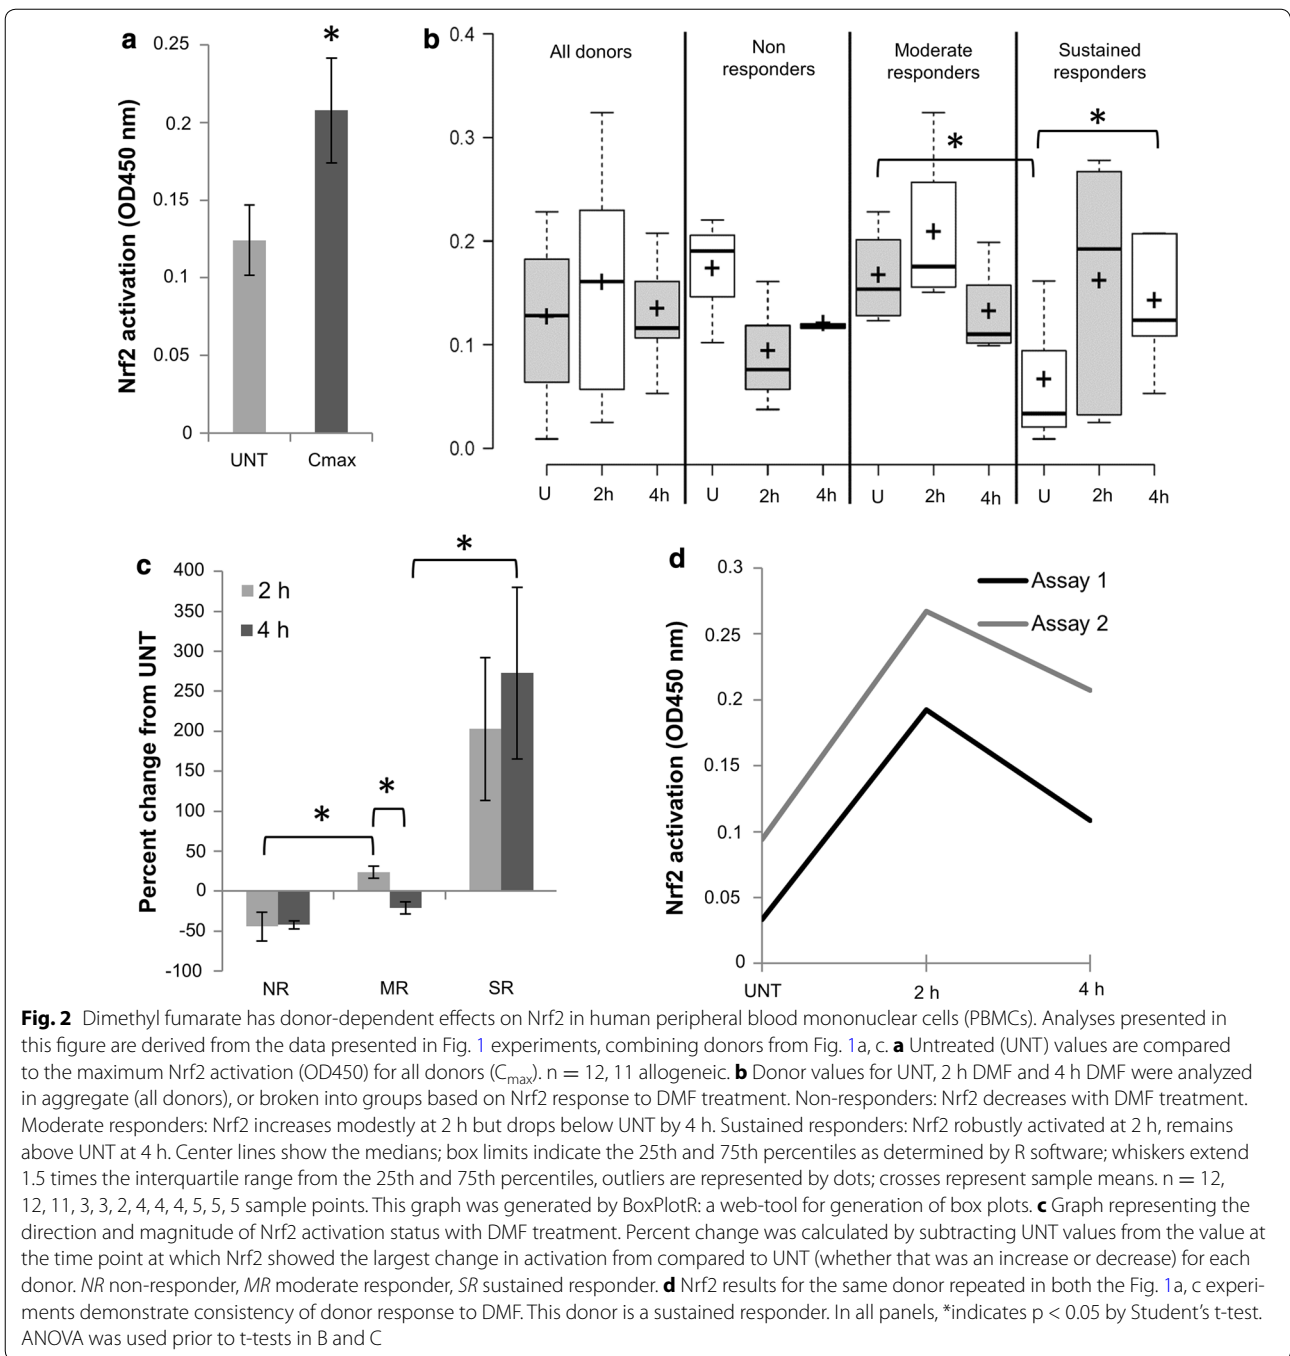 a
0.25
0.2
0.15
0.1
0.05
0
Nrf2 activation (OD450 nm)
*
UNT Cmax
b
0.4
0.3
0.2
0.1
0.0
All donors
Non
responders
Moderate
responders
Sustained
responders
*
*
U 2h 4h U 2h 4h U 2h 4h U 2h 4h
c
400
350
300
250
200
150
100
50
0
-50
-100
Percent change from UNT
2 h
4 h
*
*
*
NR MR SR
d
0.3
0.25
0.2
0.15
0.1
0.05
0
Nrf2 activation (OD450 nm)
Assay 1
Assay 2
UNT 2 h 4 h
Fig. 2 Dimethyl fumarate has donor-dependent effects on Nrf2 in human peripheral blood mononuclear cells (PBMCs). Analyses presented in
this figure are derived from the data presented in Fig. 1 experiments, combining donors from Fig. 1a, c. a Untreated (UNT) values are compared
to the maximum Nrf2 activation (OD450) for all donors (Cmax). n = 12, 11 allogeneic. b Donor values for UNT, 2 h DMF and 4 h DMF were analyzed
in aggregate (all donors), or broken into groups based on Nrf2 response to DMF treatment. Non-responders: Nrf2 decreases with DMF treatment.
Moderate responders: Nrf2 increases modestly at 2 h but drops below UNT by 4 h. Sustained responders: Nrf2 robustly activated at 2 h, remains
above UNT at 4 h. Center lines show the medians; box limits indicate the 25th and 75th percentiles as determined by R software; whiskers extend
1.5 times the interquartile range from the 25th and 75th percentiles, outliers are represented by dots; crosses represent sample means. n = 12,
12, 11, 3, 3, 2, 4, 4, 4, 5, 5, 5 sample points. This graph was generated by BoxPlotR: a web-tool for generation of box plots. c Graph representing the
direction and magnitude of Nrf2 activation status with DMF treatment. Percent change was calculated by subtracting UNT values from the value at
the time point at which Nrf2 showed the largest change in activation from compared to UNT (whether that was an increase or decrease) for each
donor. NR non-responder, MR moderate responder, SR sustained responder. d Nrf2 results for the same donor repeated in both the Fig. 1a, c experi-
ments demonstrate consistency of donor response to DMF. This donor is a sustained responder. In all panels, *indicates p < 0.05 by Student's t-test.
ANOVA was used prior to t-tests in B and C